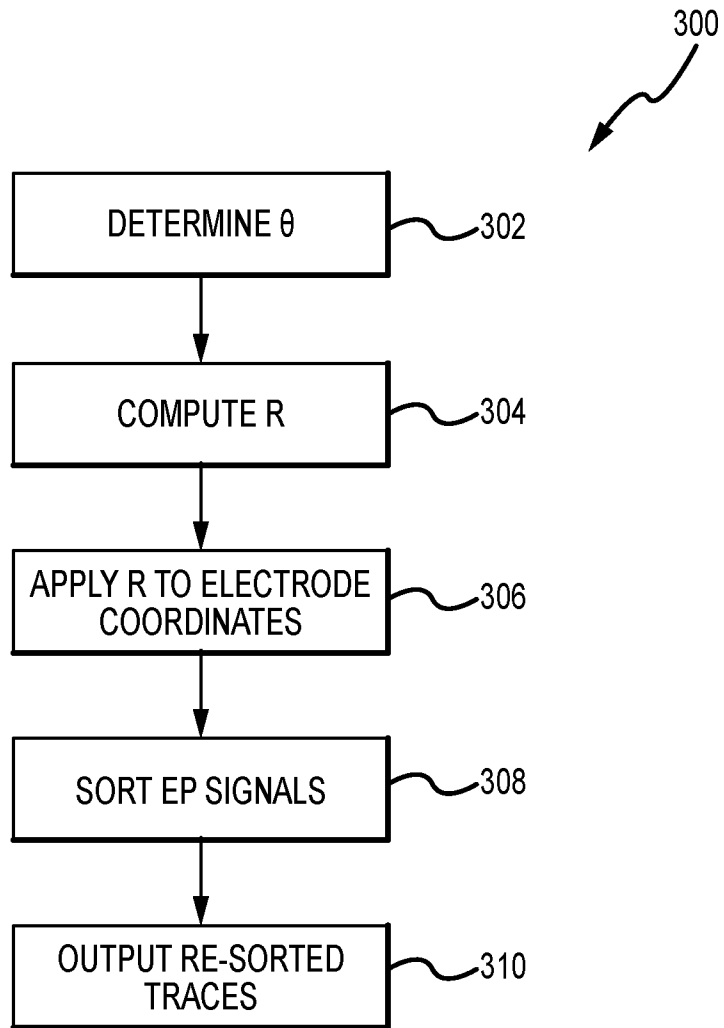 300
DETERMINE θ
302
COMPUTE R
304
APPLY R TO ELECTRODE
COORDINATES
306
SORT EP SIGNALS
308
OUTPUT RE-SORTED
TRACES
310